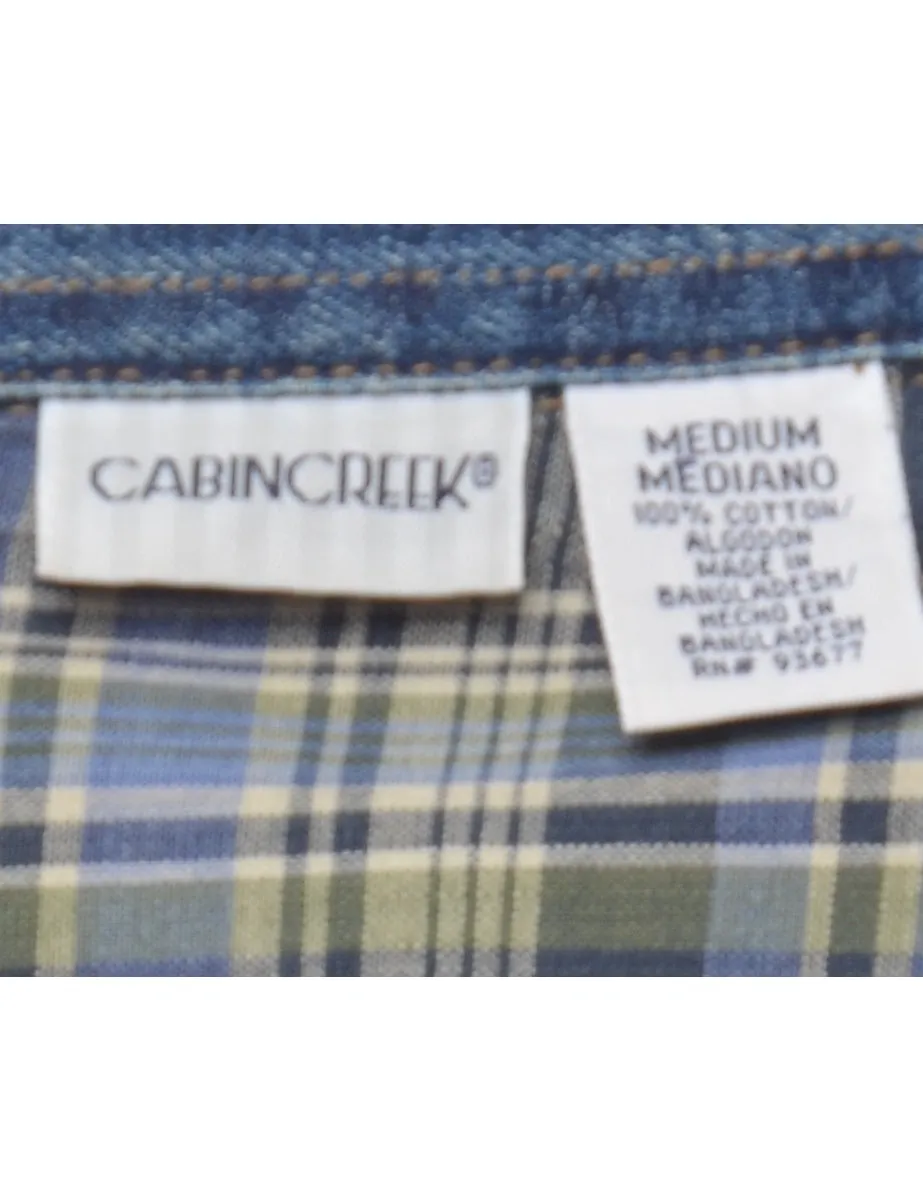 CABINCREEK®
MEDIUM
MEDIANO
100% COTTON/
ALGODON
MADE IN
BANGLADESH/
HECHO EN
BANGLADESH
RN# 93677